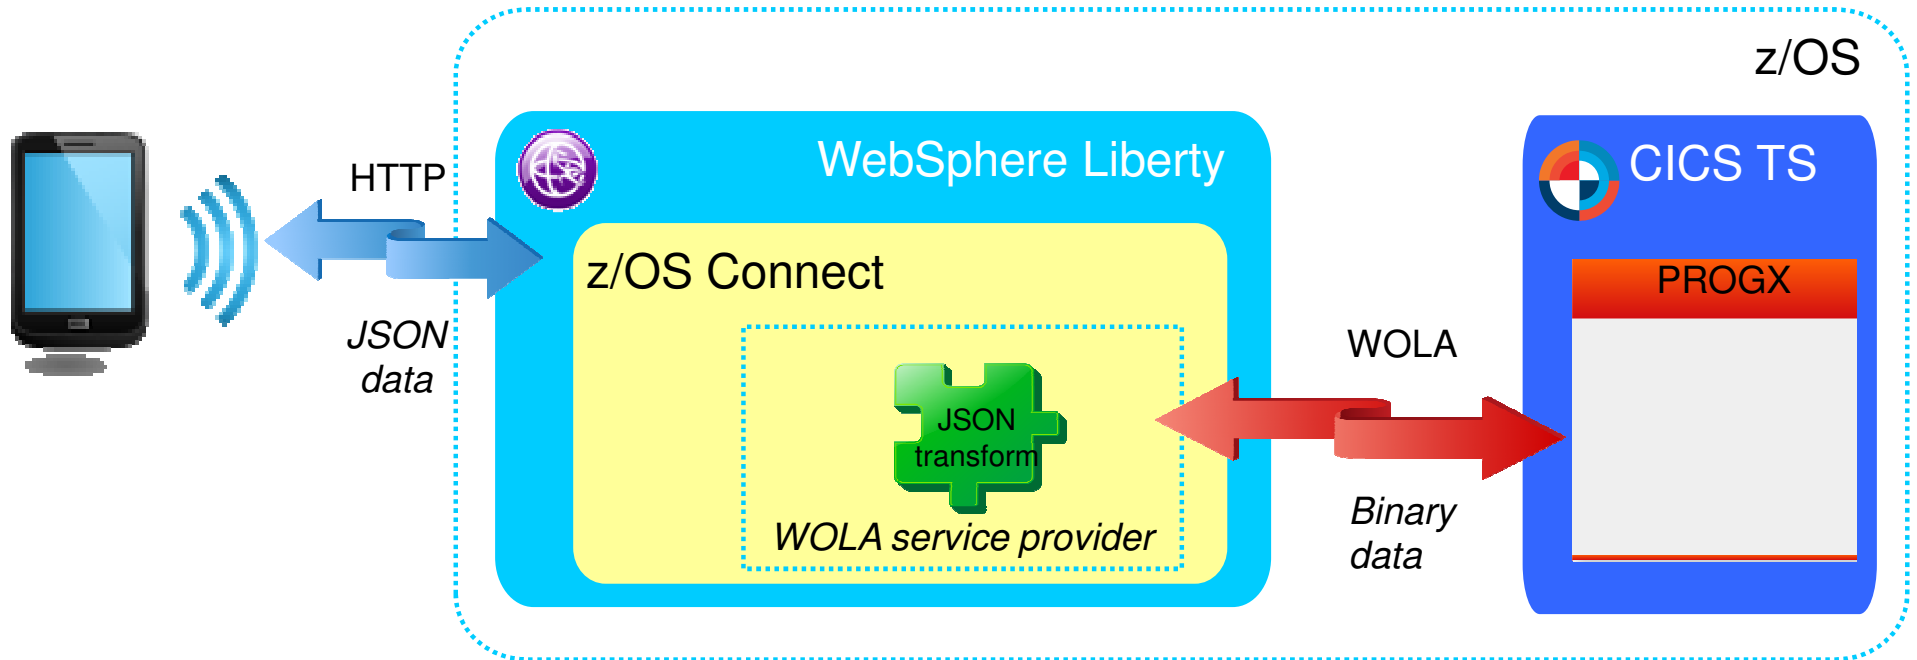 z/OS
HTTP
JSON
data
WebSphere Liberty
z/OS Connect
JSON
transform
WOLA service provider
WOLA
Binary
data
CICS TS
PROGX